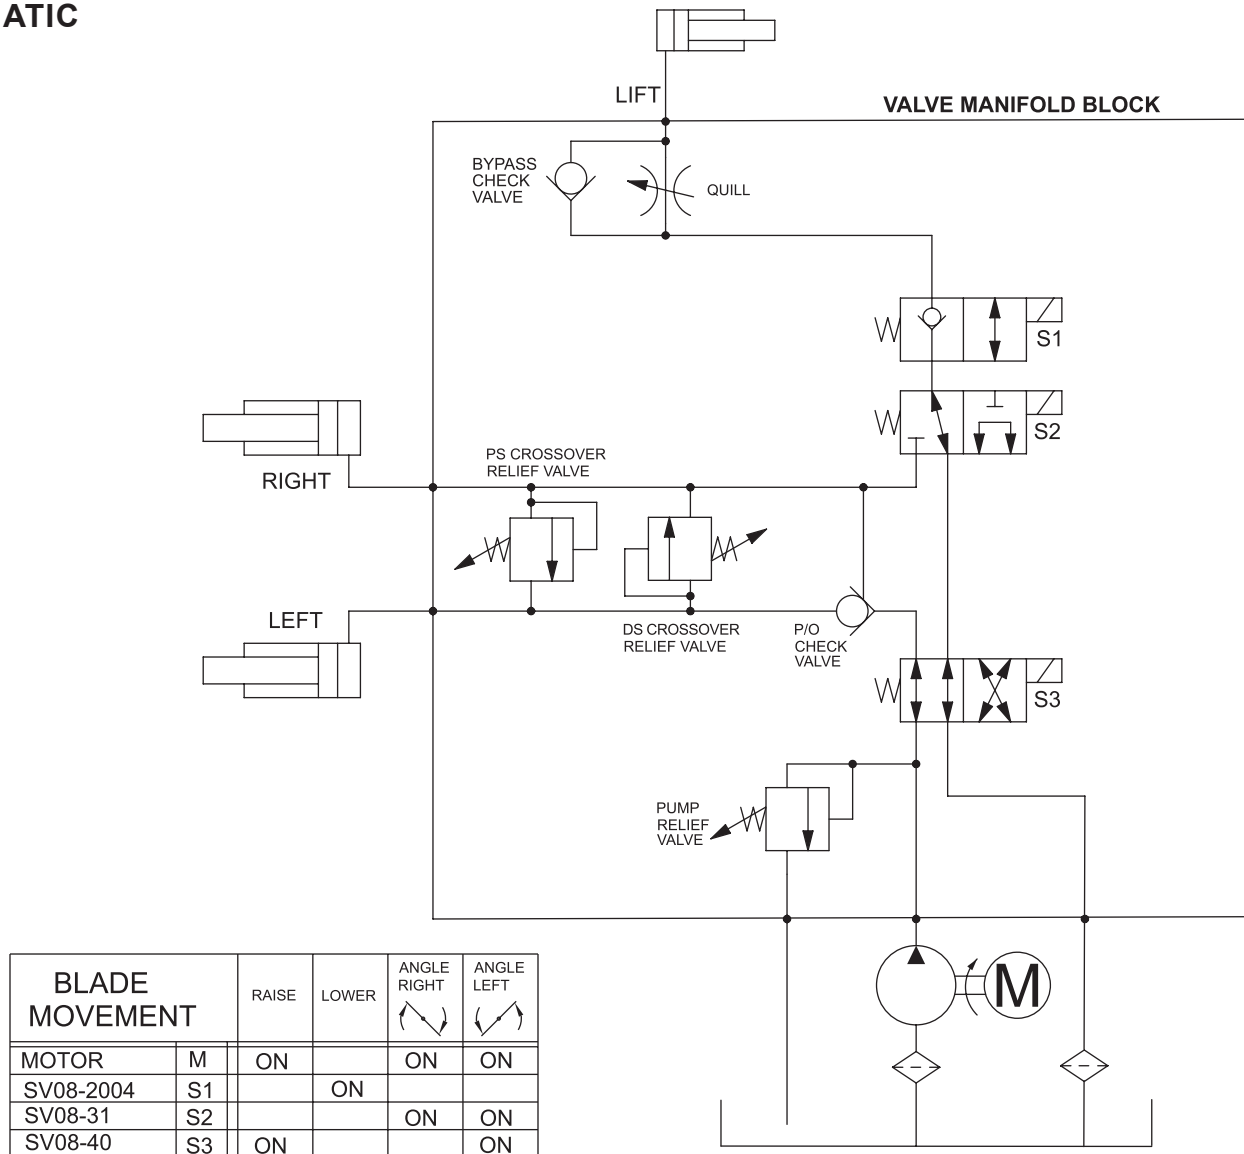 ATIC
LIFT
VALVE MANIFOLD BLOCK
BYPASS
CHECK
VALVE
QUILL
S1
S2
PS CROSSOVER
RELIEF VALVE
RIGHT
LEFT
DS CROSSOVER
RELIEF VALVE
P/O
CHECK
VALVE
S3
PUMP
RELIEF
VALVE
M
BLADE
MOVEMENT
RAISE
LOWER
ANGLE
RIGHT
ANGLE
LEFT
MOTOR M ON ON ON
SV08-2004 S1 ON
SV08-31 S2 ON ON
SV08-40 S3 ON ON